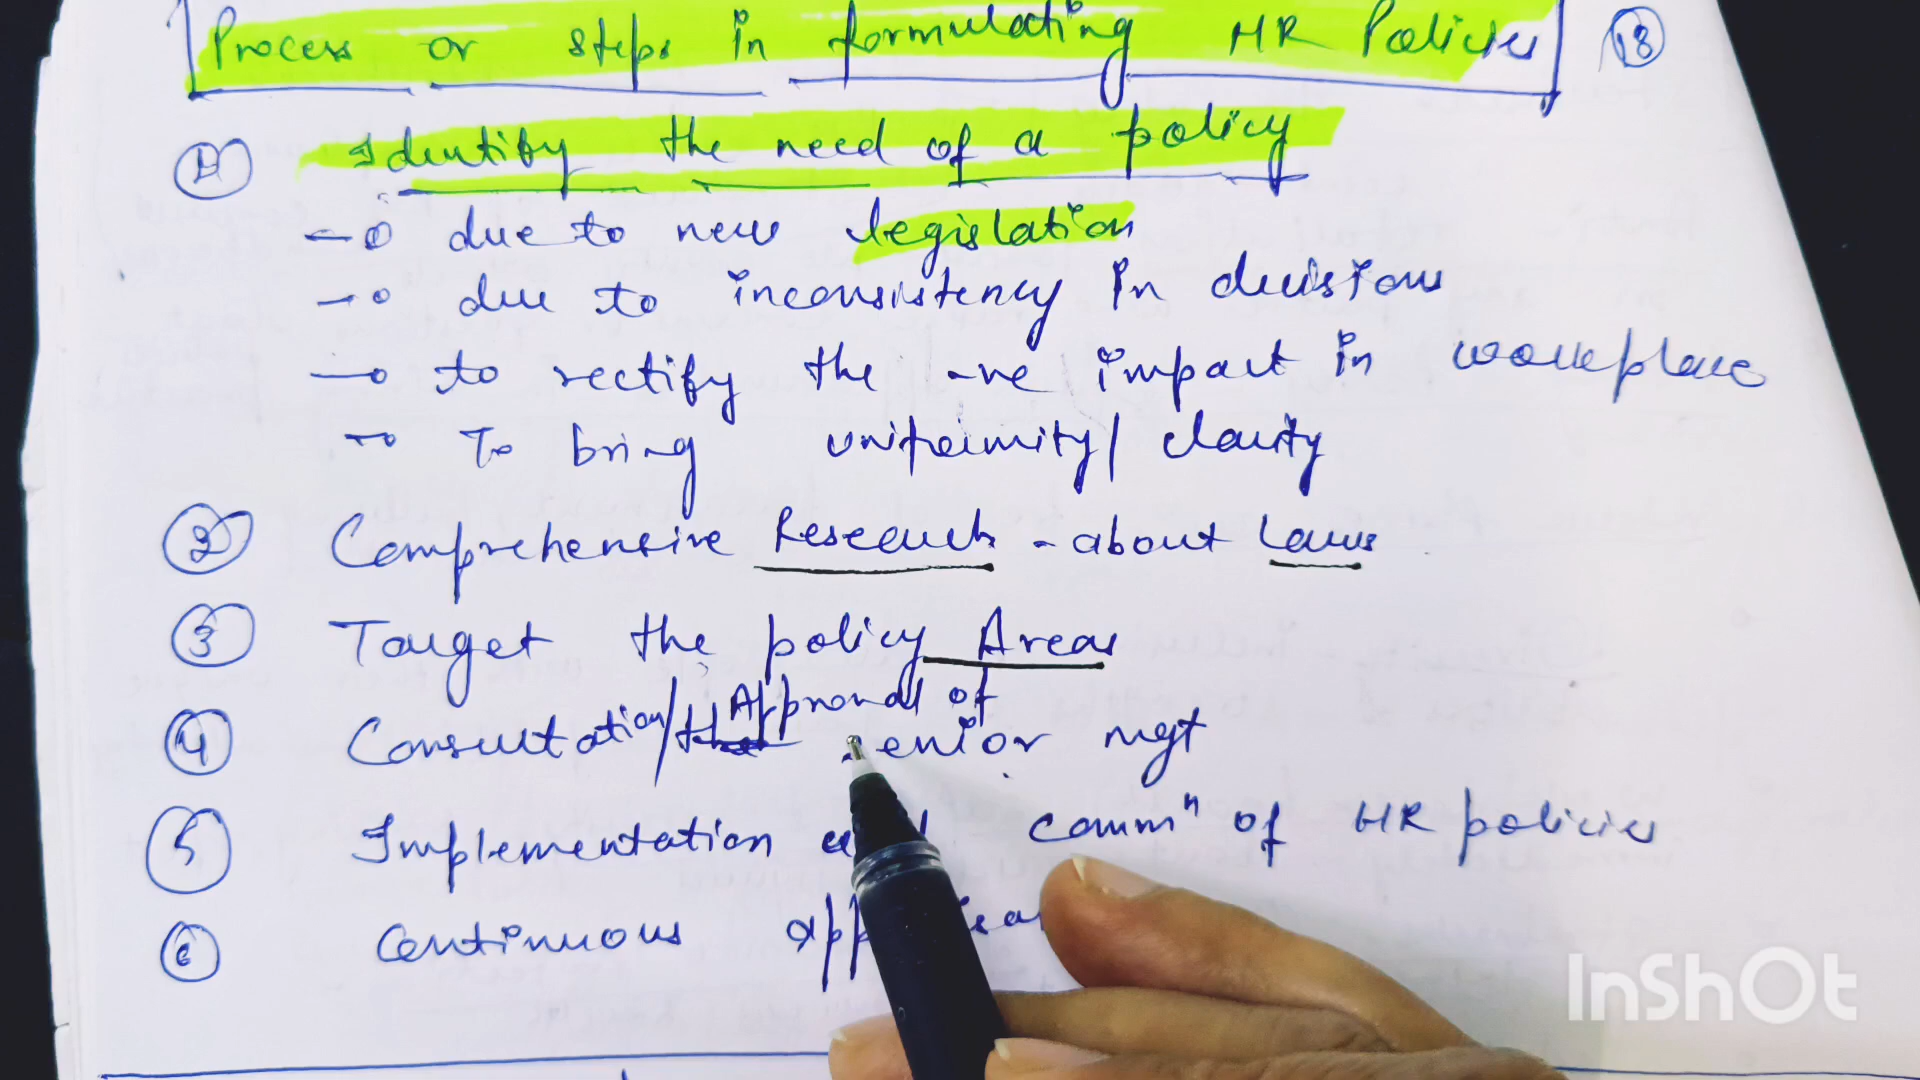 Process or steps in formulating HR Policies 18
1 Identify the need of a policy
- due to new legislation
- due to inconsistency in decisions
- to rectify the -ve impact in workplace
- To bring uniformity/clarity
2 Comprehensive Research - about Laws
3 Target the policy Areas
Approval of
4 Consultation/ senior mgt
5 Implementation commⁿ of HR policies
6 Continuous
InShOt